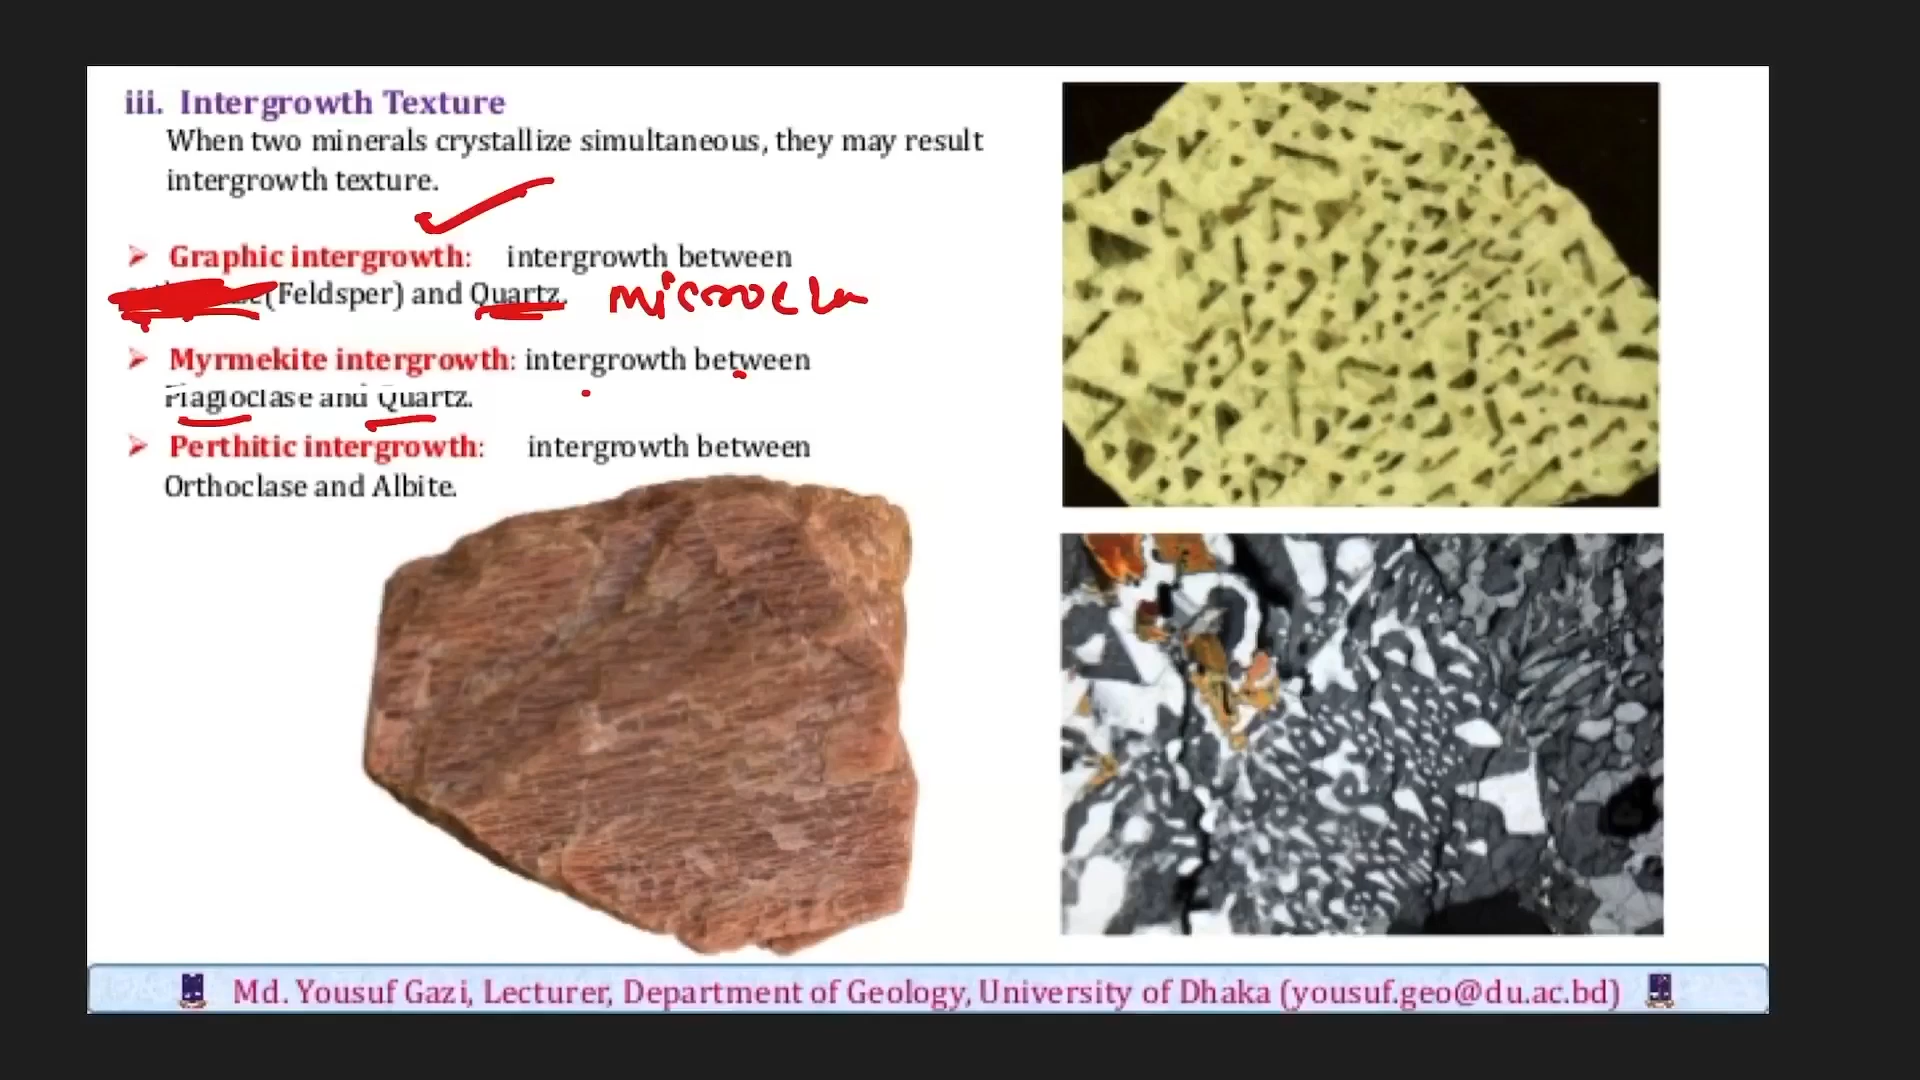 iii. Intergrowth Texture
When two minerals crystallize simultaneous, they may result
intergrowth texture.
➢ Graphic intergrowth: intergrowth between
(Feldsper) and Quartz. microcla
➢ Myrmekite intergrowth: intergrowth between
Plagioclase and Quartz.
➢ Perthitic intergrowth: intergrowth between
Orthoclase and Albite.
Md. Yousuf Gazi, Lecturer, Department of Geology, University of Dhaka (yousuf.geo@du.ac.bd)